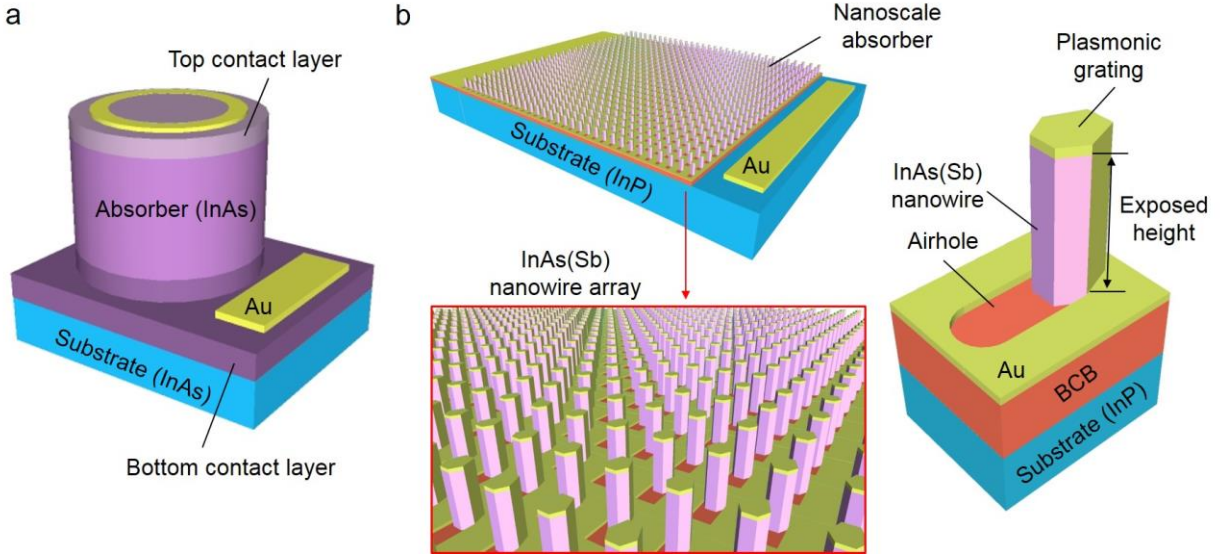 a
Top contact layer
Absorber (InAs)
Au
Substrate (InAs)
Bottom contact layer
b
Nanoscale
absorber
Substrate (InP)
Au
InAs(Sb)
nanowire array
Plasmonic
grating
InAs(Sb)
nanowire
Exposed
height
Airhole
Au
BCB
Substrate (InP)